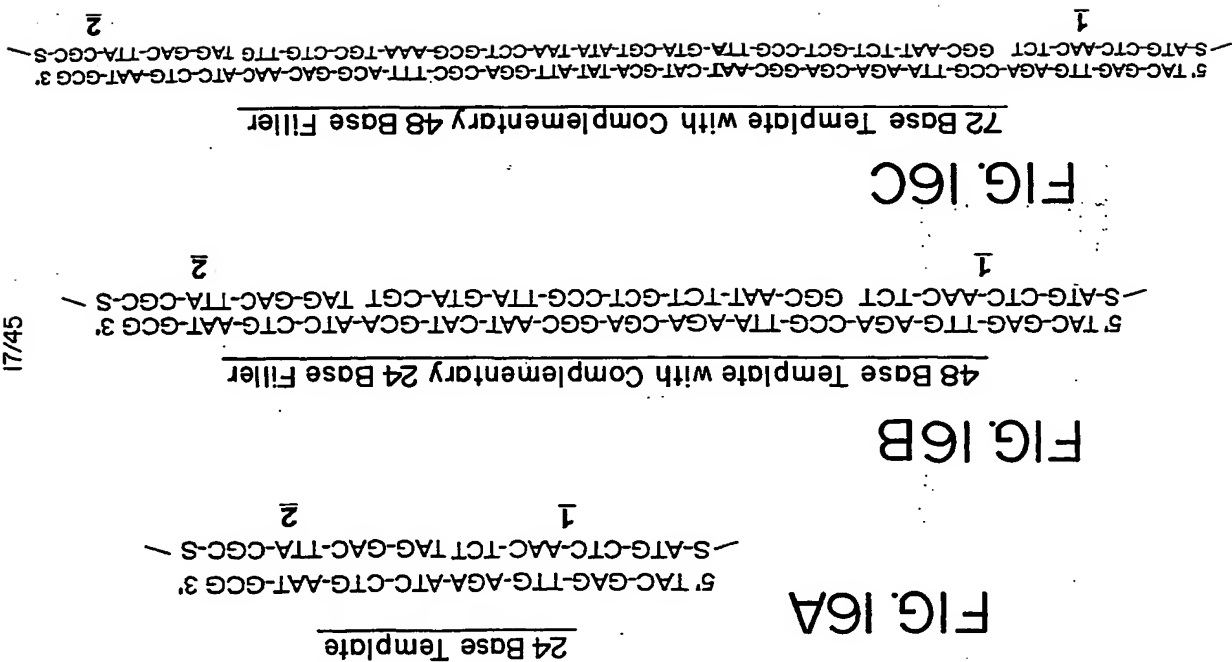 17/45
24 Base Template
FIG. 16A
5' TAC-GAG-TTG-AGA-ATC-CTG-AAT-GCG 3'
S-ATG-CTC-AAC-TCT TAG-GAC-TTA-CGC-S
1 2
FIG. 16B
48 Base Template with Complementary 24 Base Filler
5' TAC-GAG-TTG-AGA-CCG-TTA-AGA-CGA-GGC-AAT-CAT-GCA-ATC-CTG-AAT-GCG 3'
S-ATG-CTC-AAC-TCT GGC-AAT-TCT-GCT-CCG-TTA-GTA-CGT TAG-GAC-TTA-CGC-S
1 2
FIG. 16C
72 Base Template with Complementary 48 Base Filler
5' TAC-GAG-TTG-AGA-CCG-TTA-AGA-CGA-GGC-AAT-CAT-GCA-TAT-ATT-GGA-CGC-TTT-ACG-GAC-AAC-ATC-CTG-AAT-GCG 3'
S-ATG-CTC-AAC-TCT GGC-AAT-TCT-GCT-CCG-TTA-GTA-CGT-ATA-TAA-CCT-GCG-AAA-TGC-CTG-TTG TAG-GAC-TTA-CGC-S
1 2